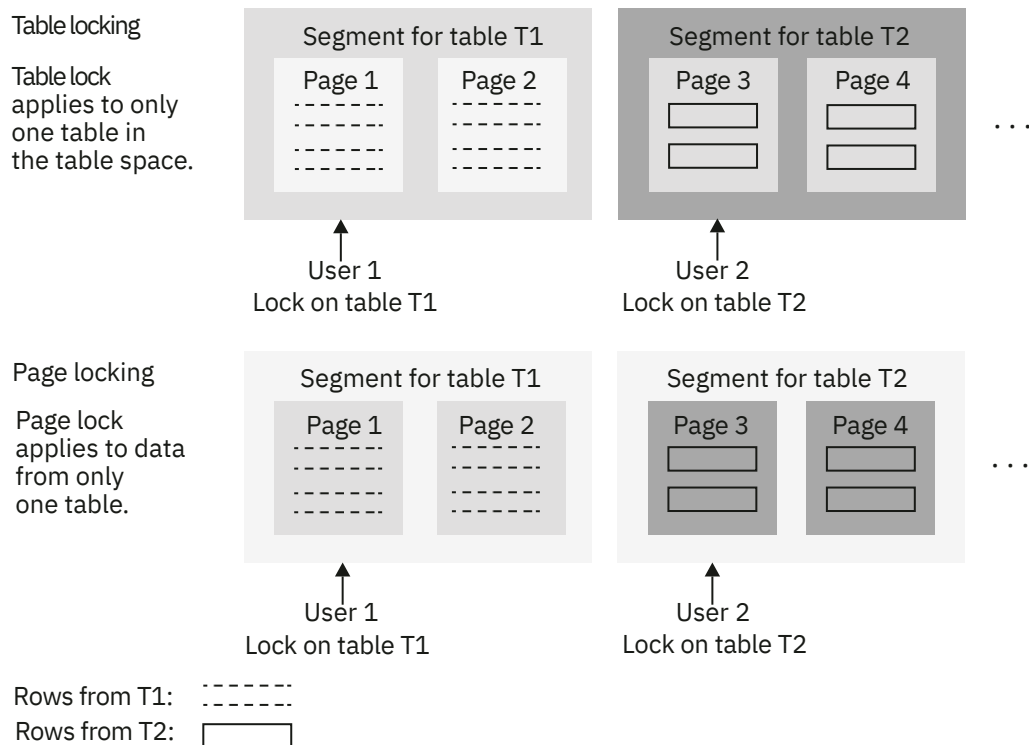 Table locking
Table lock
applies to only
one table in
the table space.
Segment for table T1
Page 1
Page 2
Segment for table T2
Page 3
Page 4
. . .
User 1
Lock on table T1
User 2
Lock on table T2
Page locking
Page lock
applies to data
from only
one table.
Segment for table T1
Page 1
Page 2
Segment for table T2
Page 3
Page 4
. . .
User 1
Lock on table T1
User 2
Lock on table T2
Rows from T1:
Rows from T2: